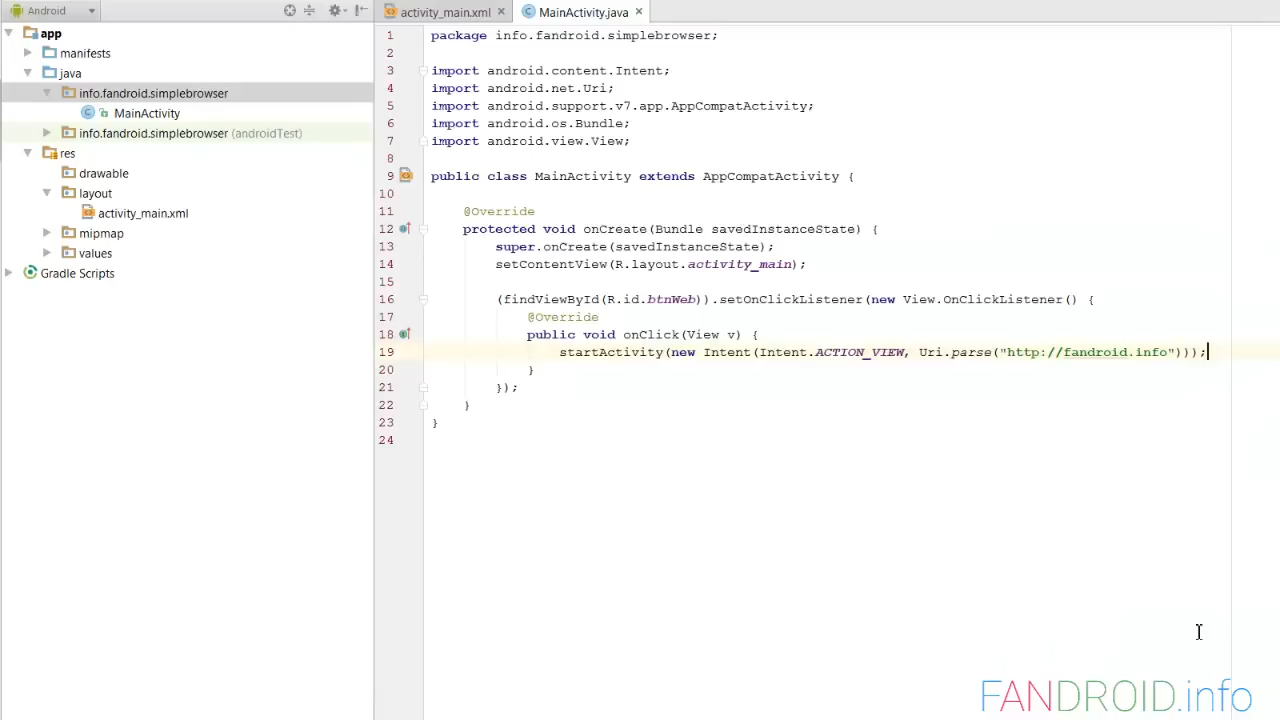 Android
app
manifests
java
info.fandroid.simplebrowser
MainActivity
info.fandroid.simplebrowser (androidTest)
res
drawable
layout
activity_main.xml
mipmap
values
Gradle Scripts
activity_main.xml
MainActivity.java
1 package info.fandroid.simplebrowser;
2
3 import android.content.Intent;
4 import android.net.Uri;
5 import android.support.v7.app.AppCompatActivity;
6 import android.os.Bundle;
7 import android.view.View;
8
9 public class MainActivity extends AppCompatActivity {
10
11 @Override
12 protected void onCreate(Bundle savedInstanceState) {
13 super.onCreate(savedInstanceState);
14 setContentView(R.layout.activity_main);
15
16 (findViewById(R.id.btnWeb)).setOnClickListener(new View.OnClickListener() {
17 @Override
18 public void onClick(View v) {
19 startActivity(new Intent(Intent.ACTION_VIEW, Uri.parse("http://fandroid.info")));
20 }
21 });
22 }
23 }
24
FANDROID.info